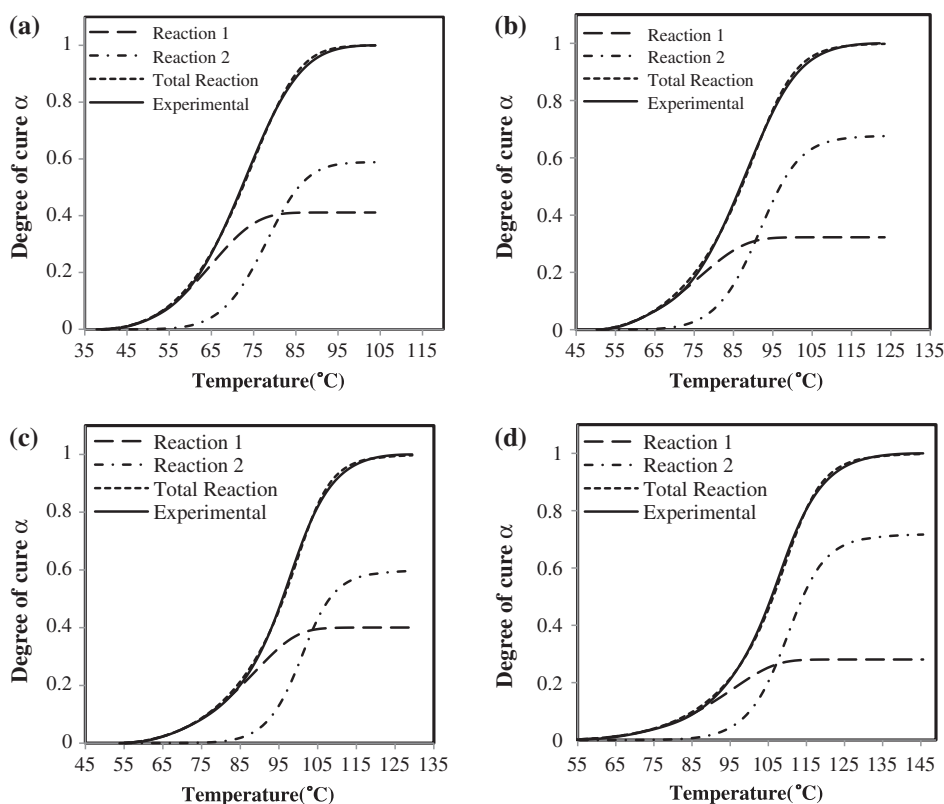 (a)
Reaction 1
Reaction 2
Total Reaction
Experimental
1
0.8
0.6
0.4
0.2
0
Degree of cure α
35 45 55 65 75 85 95 105 115
Temperature(°C)
(b)
Reaction 1
Reaction 2
Total Reaction
Experimental
1
0.8
0.6
0.4
0.2
0
Degree of cure α
45 55 65 75 85 95 105 115 125 135
Temperature(°C)
(c)
Reaction 1
Reaction 2
Total Reaction
Experimental
1
0.8
0.6
0.4
0.2
0
Degree of cure α
45 55 65 75 85 95 105 115 125 135
Temperature(°C)
(d)
Reaction 1
Reaction 2
Total Reaction
Experimental
1
0.8
0.6
0.4
0.2
0
Degree of cure α
55 65 75 85 95 105 115 125 135 145
Temperature(°C)